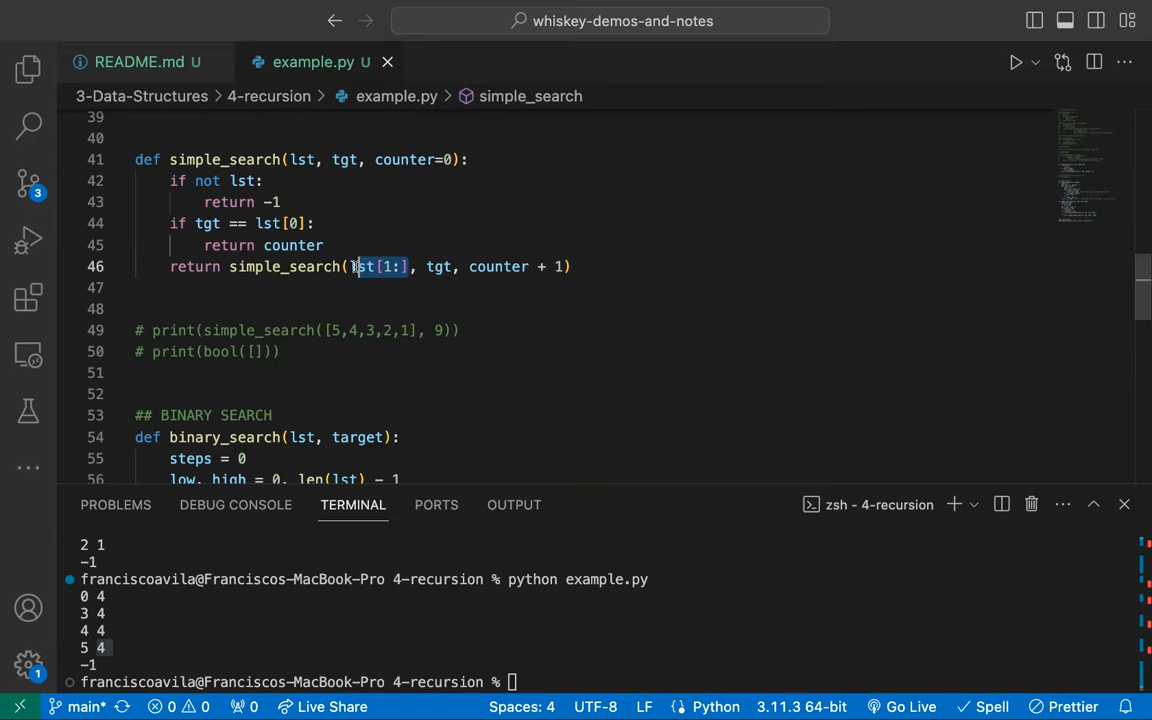 whiskey-demos-and-notes
README.md U
example.py U
3-Data-Structures > 4-recursion > example.py > simple_search
39
40
41 def simple_search(lst, tgt, counter=0):
42 if not lst:
43 return -1
44 if tgt == lst[0]:
45 return counter
46 return simple_search(lst[1:], tgt, counter + 1)
47
48
49 # print(simple_search([5,4,3,2,1], 9))
50 # print(bool([]))
51
52
53 ## BINARY SEARCH
54 def binary_search(lst, target):
55 steps = 0
56 low, high = 0, len(lst) - 1
3
PROBLEMS DEBUG CONSOLE TERMINAL PORTS OUTPUT zsh - 4-recursion
2 1
-1
franciscoavila@Franciscos-MacBook-Pro 4-recursion % python example.py
0 4
3 4
4 4
5 4
-1
franciscoavila@Franciscos-MacBook-Pro 4-recursion %
1
main* 0 0 0 Live Share Spaces: 4 UTF-8 LF Python 3.11.3 64-bit Go Live Spell Prettier